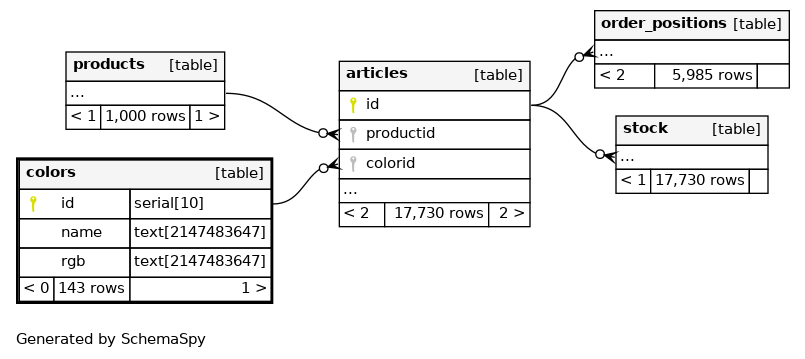 products [table]
...
< 1 1,000 rows 1 >
colors [table]
id serial[10]
name text[2147483647]
rgb text[2147483647]
< 0 143 rows 1 >
articles [table]
id
productid
colorid
...
< 2 17,730 rows 2 >
order_positions [table]
...
< 2 5,985 rows
stock [table]
...
< 1 17,730 rows
Generated by SchemaSpy